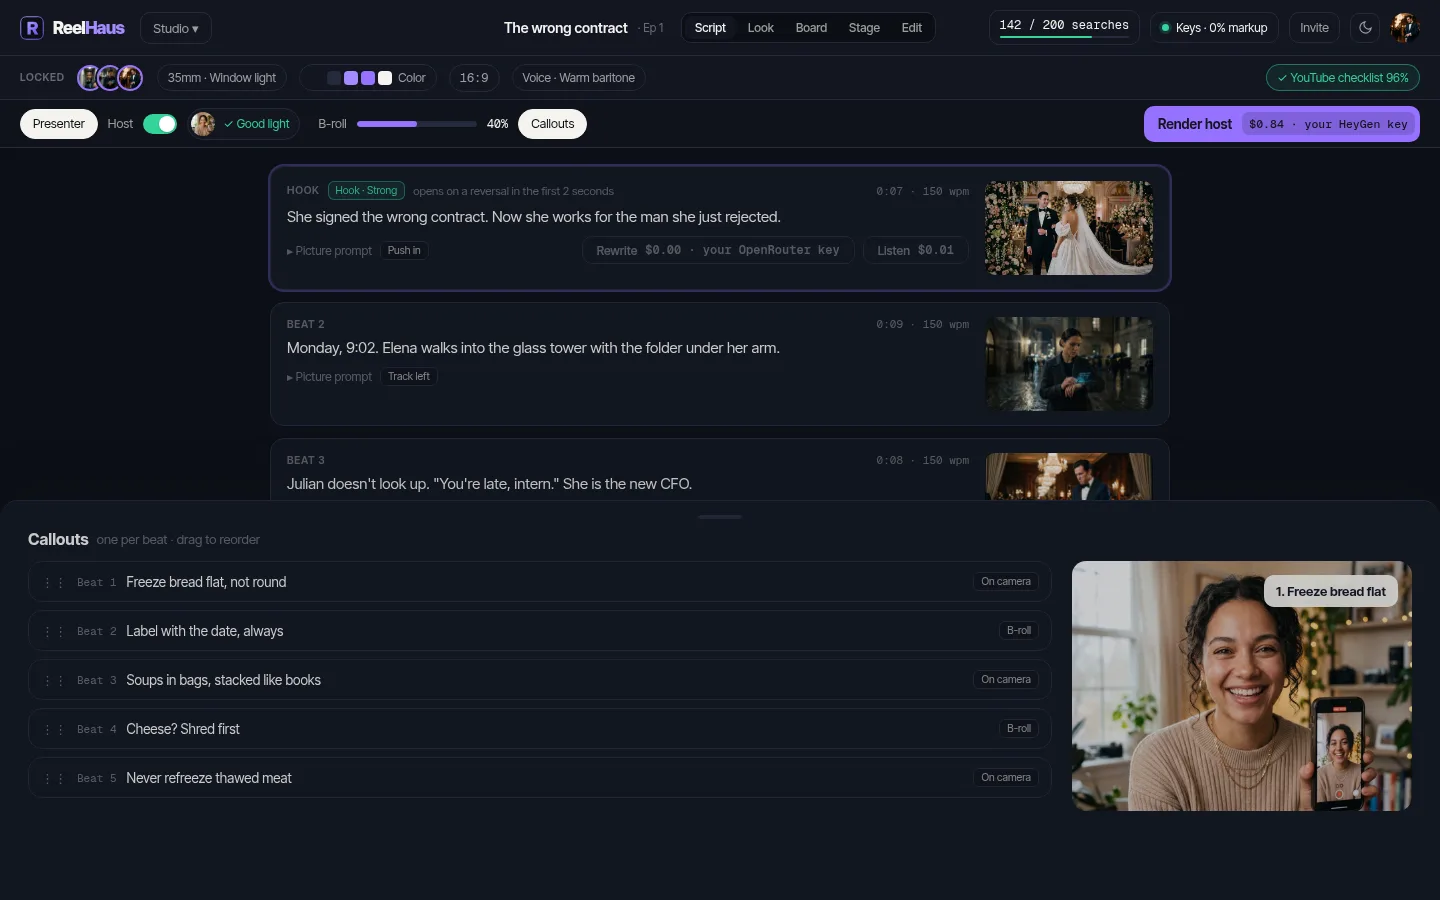 R ReelHaus
Studio ▾
The wrong contract · Ep 1
Script Look Board Stage Edit
142 / 200 searches
Keys · 0% markup
Invite
LOCKED
35mm · Window light
Color
16:9
Voice · Warm baritone
✓ YouTube checklist 96%
Presenter
Host
✓ Good light
B-roll
40%
Callouts
Render host $0.84 · your HeyGen key
HOOK Hook · Strong opens on a reversal in the first 2 seconds 0:07 · 150 wpm
She signed the wrong contract. Now she works for the man she just rejected.
▸ Picture prompt Push in
Rewrite $0.00 · your OpenRouter key
Listen $0.01
BEAT 2 0:09 · 150 wpm
Monday, 9:02. Elena walks into the glass tower with the folder under her arm.
▸ Picture prompt Track left
BEAT 3 0:08 · 150 wpm
Julian doesn't look up. "You're late, intern." She is the new CFO.
Callouts one per beat · drag to reorder
Beat 1 Freeze bread flat, not round On camera
Beat 2 Label with the date, always B-roll
Beat 3 Soups in bags, stacked like books On camera
Beat 4 Cheese? Shred first B-roll
Beat 5 Never refreeze thawed meat On camera
1. Freeze bread flat